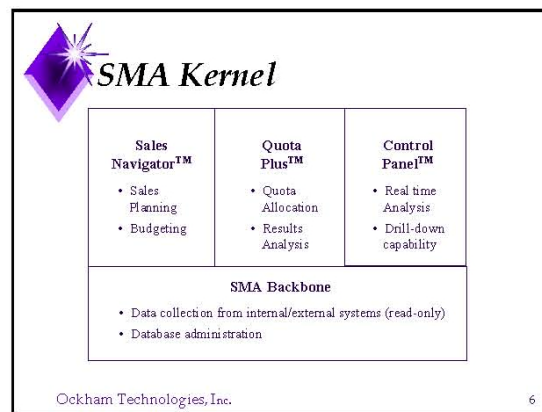 SMA Kernel
Sales
Navigator™
• Sales
Planning
• Budgeting
Quota
Plus™
• Quota
Allocation
• Results
Analysis
Control
Panel™
• Real time
Analysis
• Drill-down
capability
SMA Backbone
• Data collection from internal/external systems (read-only)
• Database administration
Ockham Technologies, Inc.
6